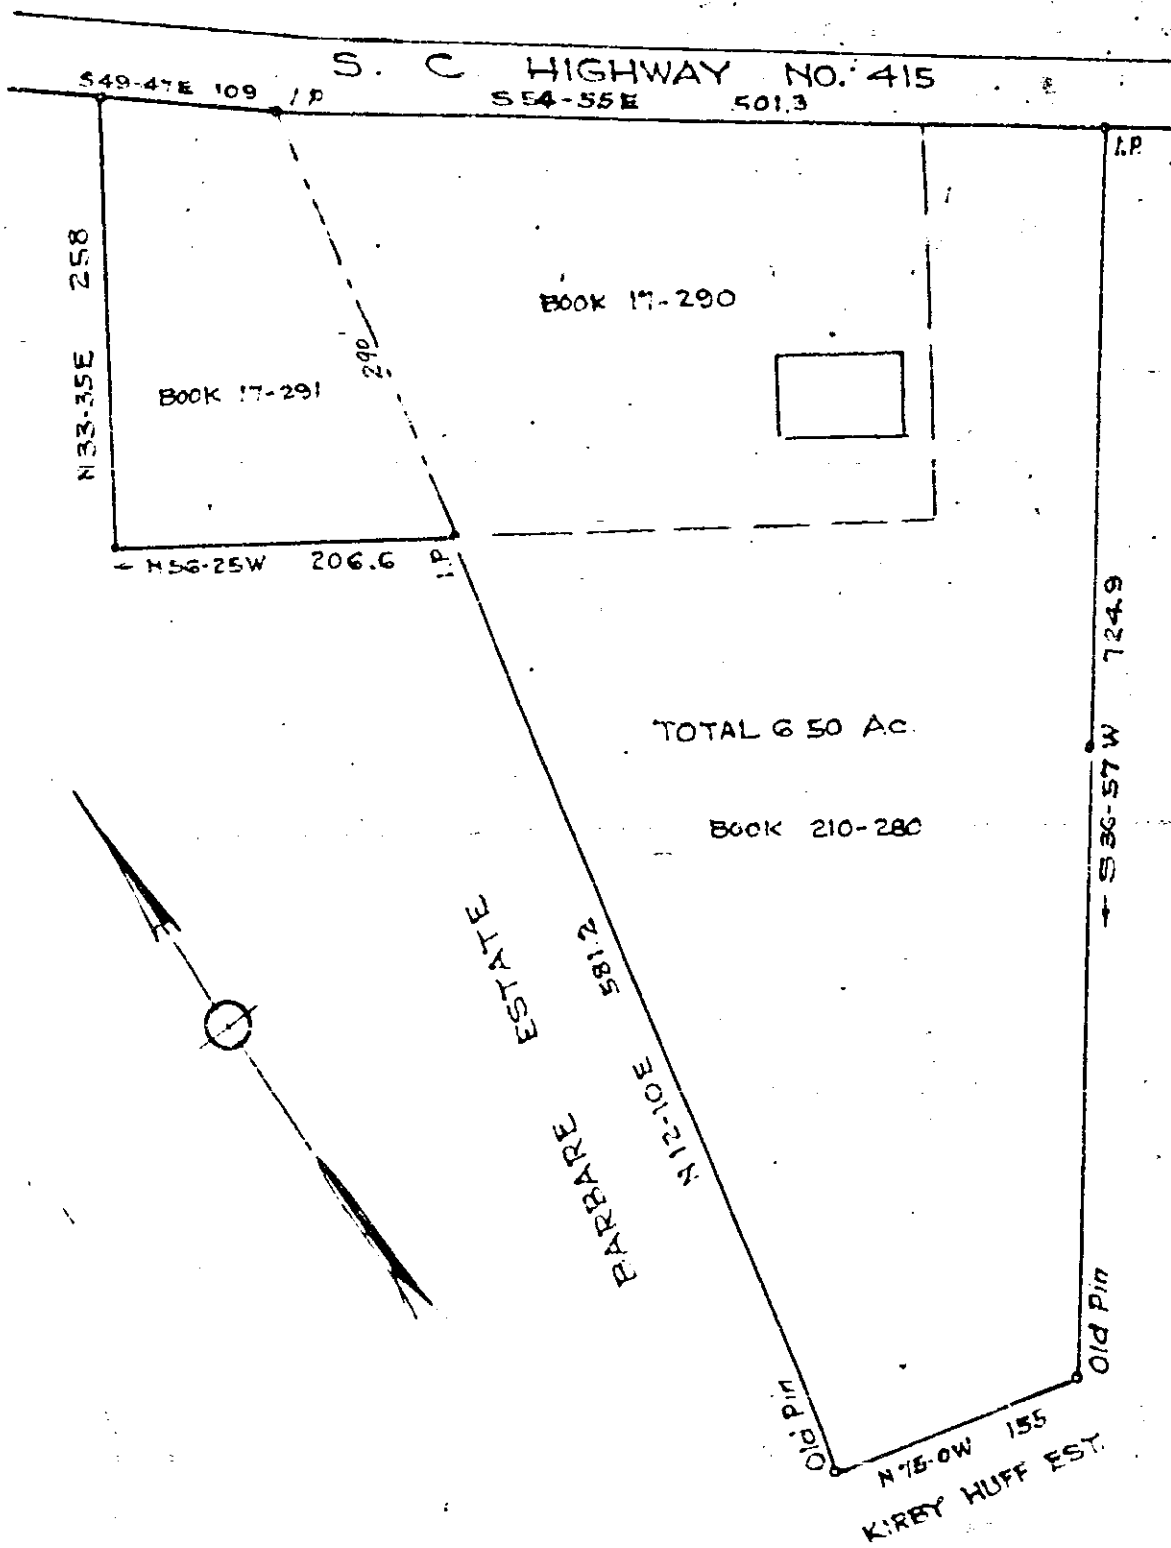 S. C HIGHWAY NO. 415
S49-47E 109 I.P
S54-55E 501.3
I.P.
N33-35E 258
BOOK 17-290
290
BOOK 17-291
← N56-25W 206.6
I.P
← S36-57W 724.9
TOTAL 6 50 AC.
BOOK 210-280
BARBARE ESTATE
N12-10E 581.2
Old Pin
Old Pin
N75-0W 155
KIRBY HUFF EST.